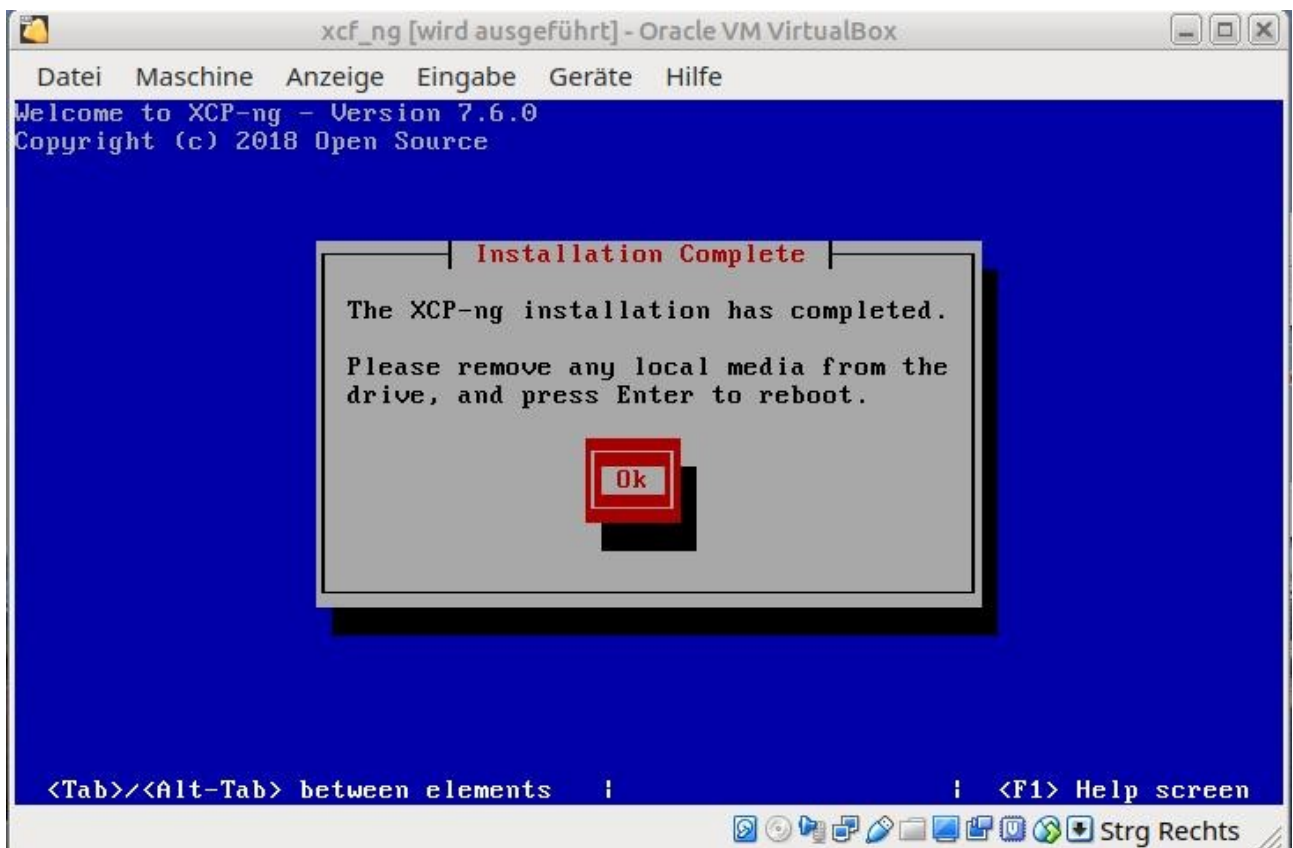 xcf_ng [wird ausgeführt] - Oracle VM VirtualBox
Datei Maschine Anzeige Eingabe Geräte Hilfe
Welcome to XCP-ng - Version 7.6.0
Copyright (c) 2018 Open Source
Installation Complete
The XCP-ng installation has completed.
Please remove any local media from the
drive, and press Enter to reboot.
Ok
<Tab>/<Alt-Tab> between elements | | <F1> Help screen
Strg Rechts